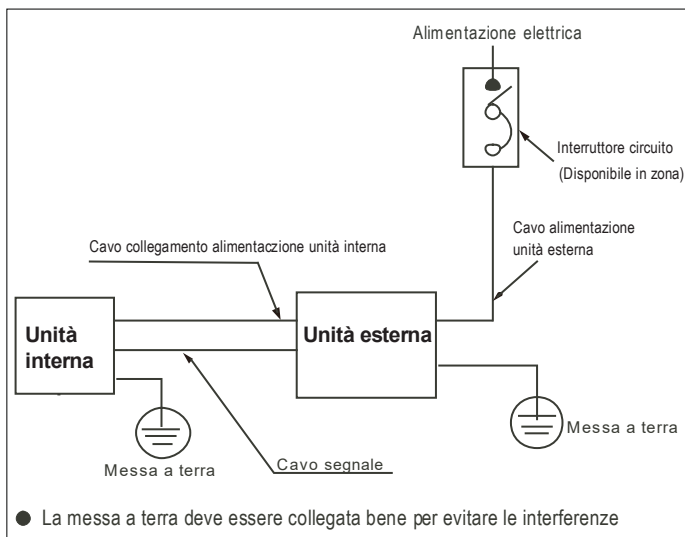 Alimentazione elettrica
Interruttore circuito
(Disponibile in zona)
Cavo collegamento alimentaczione unità interna
Cavo alimentazione
unità esterna
Unità
interna
Unità esterna
Messa a terra
Messa a terra
Cavo segnale
● La messa a terra deve essere collegata bene per evitare le interferenze